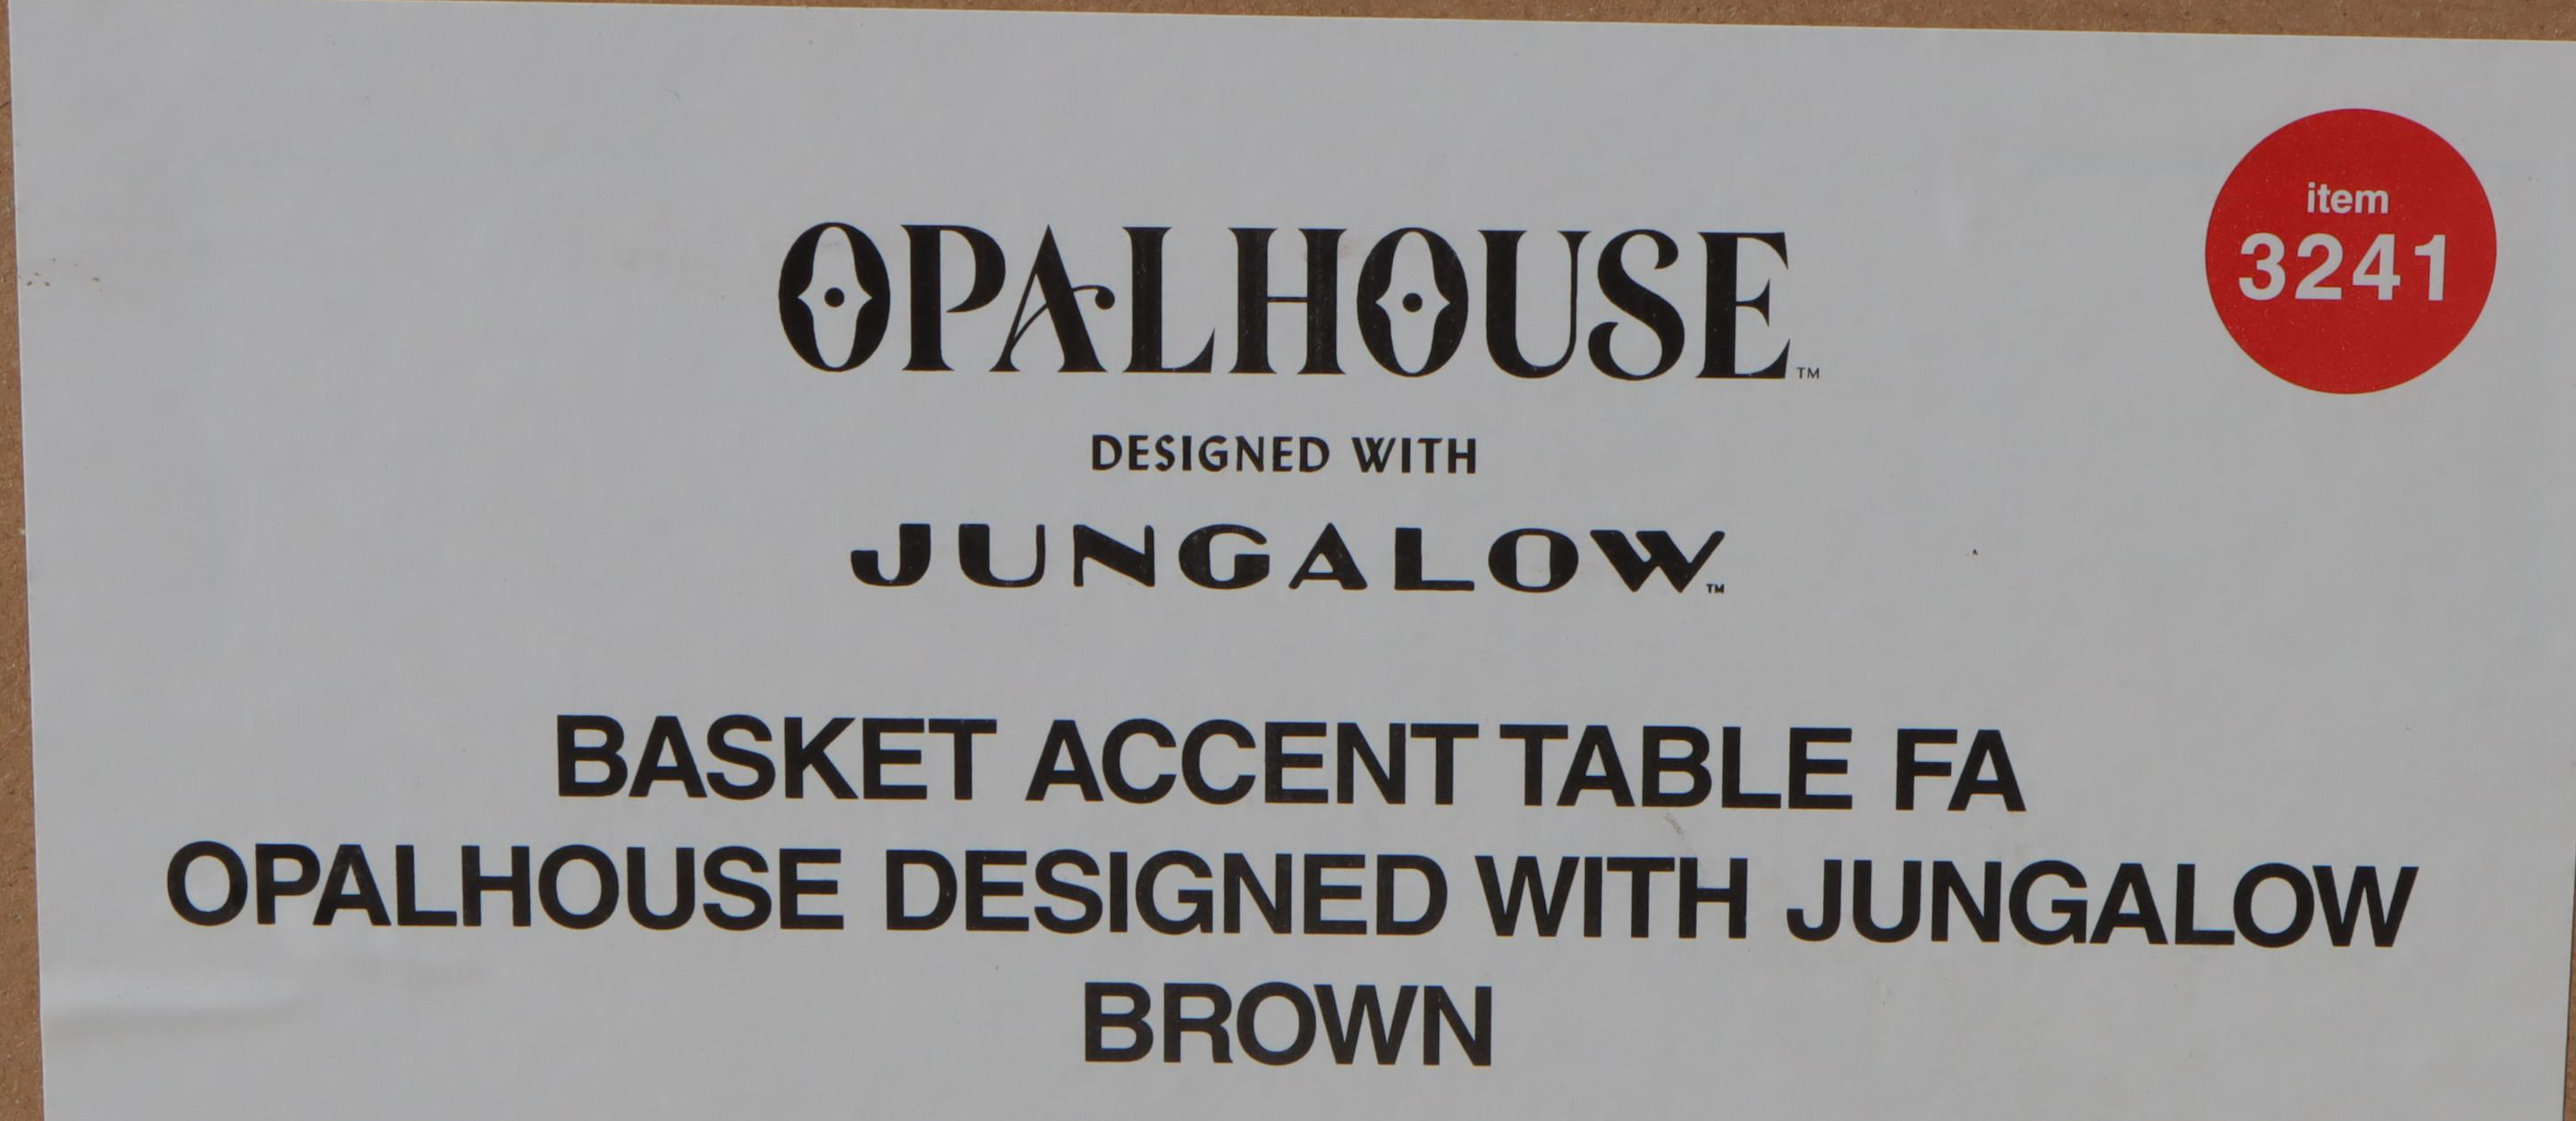 item
3241
OPALHOUSE™
DESIGNED WITH
JUNGALOW™
BASKET ACCENT TABLE FA
OPALHOUSE DESIGNED WITH JUNGALOW
BROWN